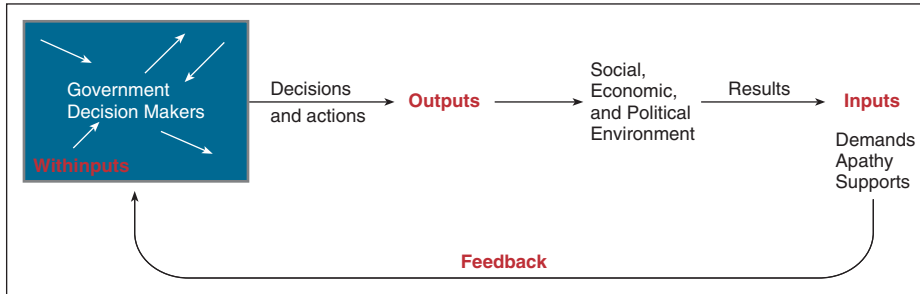 Government
Decision Makers
WithInputs
Decisions
and actions
Outputs
Social,
Economic,
and Political
Environment
Results
Inputs
Demands
Apathy
Supports
Feedback